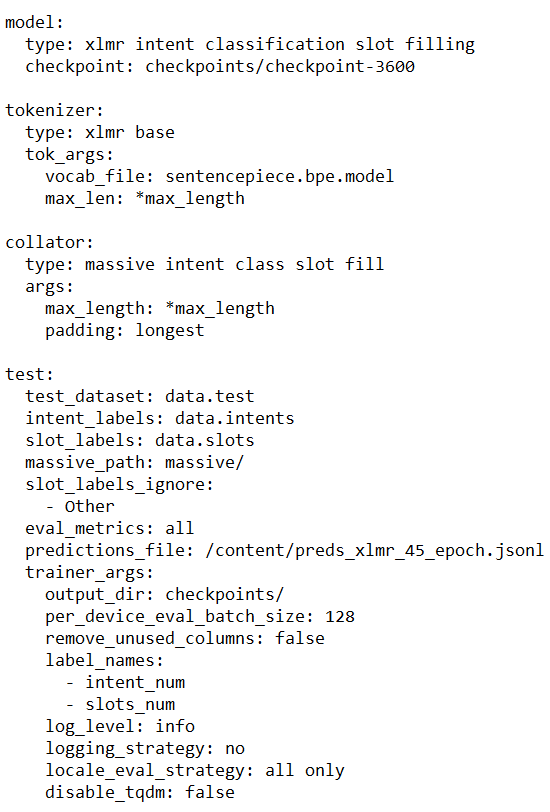 model:
  type: xlmr intent classification slot filling
  checkpoint: checkpoints/checkpoint-3600

tokenizer:
  type: xlmr base
  tok_args:
    vocab_file: sentencepiece.bpe.model
    max_len: *max_length

collator:
  type: massive intent class slot fill
  args:
    max_length: *max_length
    padding: longest

test:
  test_dataset: data.test
  intent_labels: data.intents
  slot_labels: data.slots
  massive_path: massive/
  slot_labels_ignore:
    - Other
  eval_metrics: all
  predictions_file: /content/preds_xlmr_45_epoch.jsonl
  trainer_args:
    output_dir: checkpoints/
    per_device_eval_batch_size: 128
    remove_unused_columns: false
    label_names:
      - intent_num
      - slots_num
    log_level: info
    logging_strategy: no
    locale_eval_strategy: all only
    disable_tqdm: false